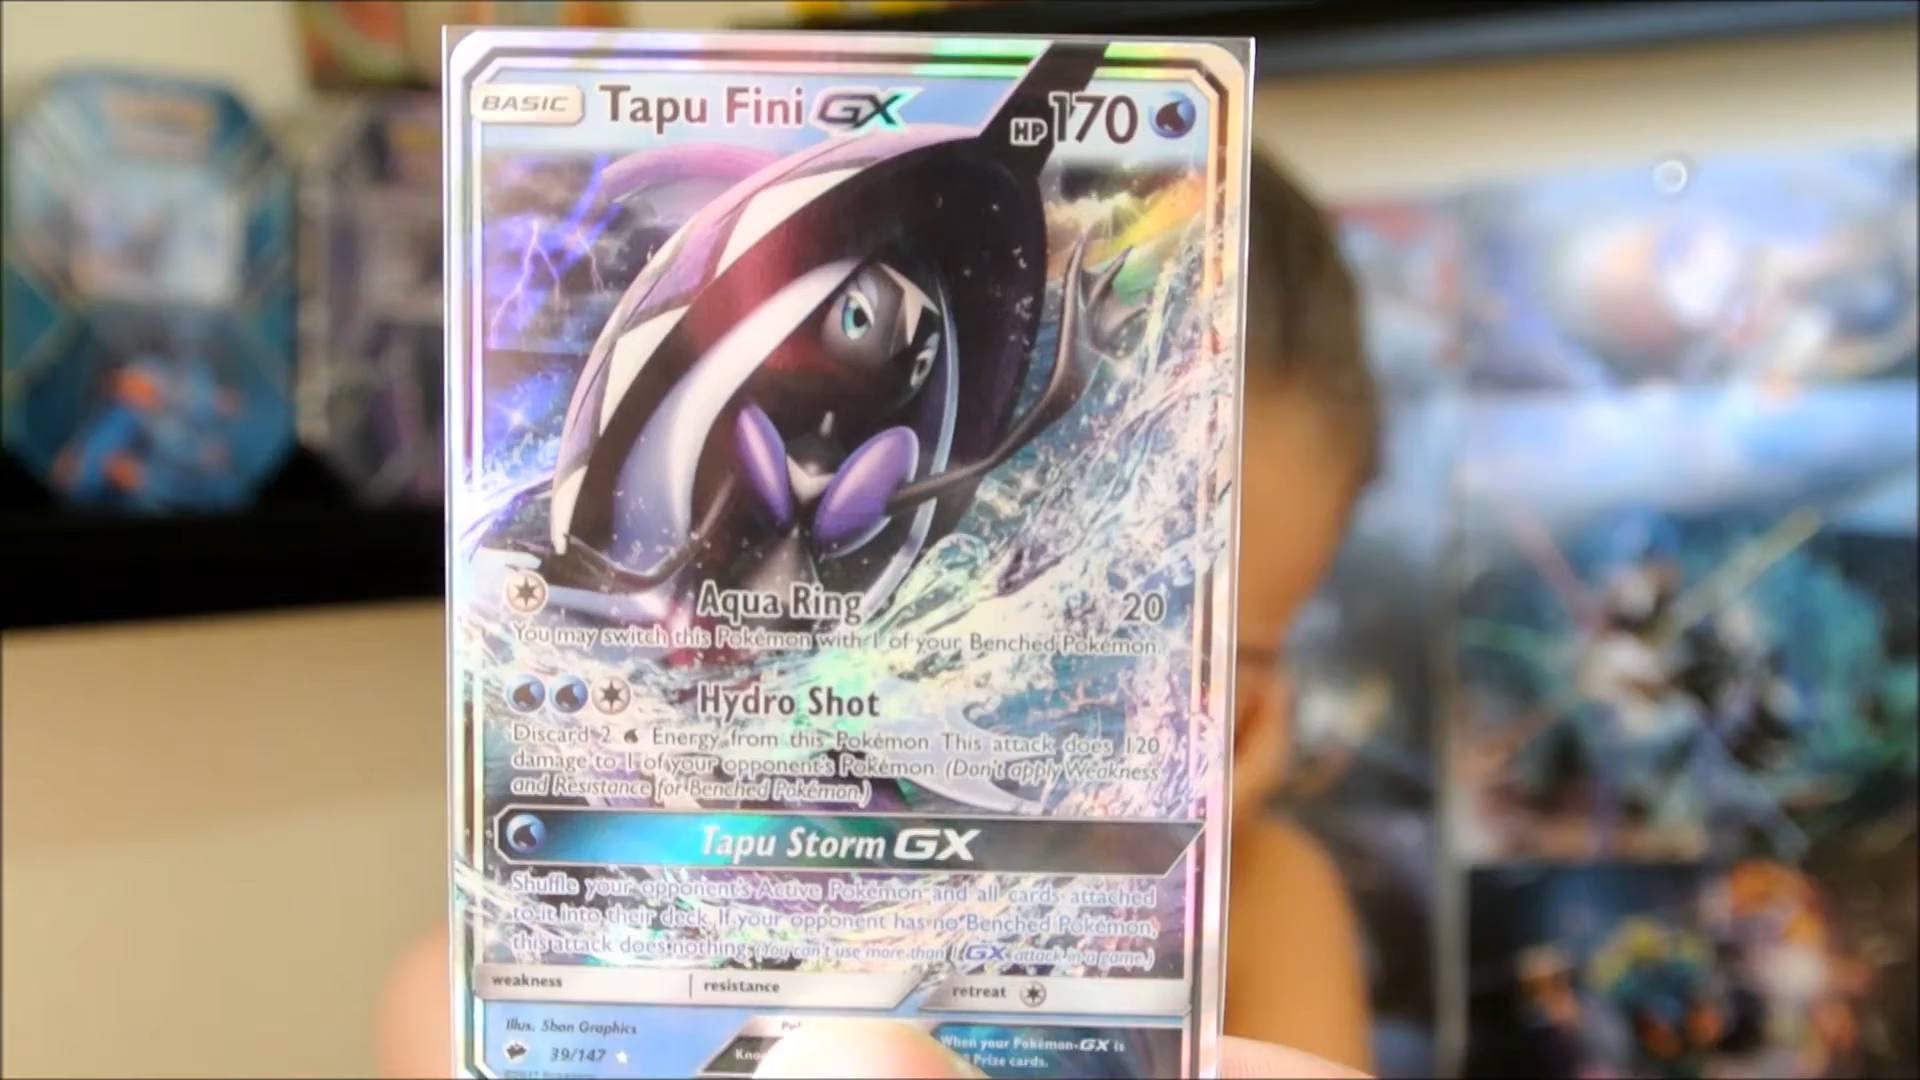 BASIC Tapu Fini GX HP 170
Aqua Ring 20
You may switch this Pokémon with 1 of your Benched Pokémon.
Hydro Shot
Discard 2 Energy from this Pokémon. This attack does 120
damage to 1 of your opponent's Pokémon. (Don't apply Weakness
and Resistance for Benched Pokémon.)
Tapu Storm GX
Shuffle your opponent's Active Pokémon and all cards attached
to it into their deck. If your opponent has no Benched Pokémon,
this attack does nothing. (You can't use more than 1 GX attack in a game.)
weakness resistance retreat
Illus. 5ban Graphics
39/147
When your Pokémon-GX is
Prize cards.